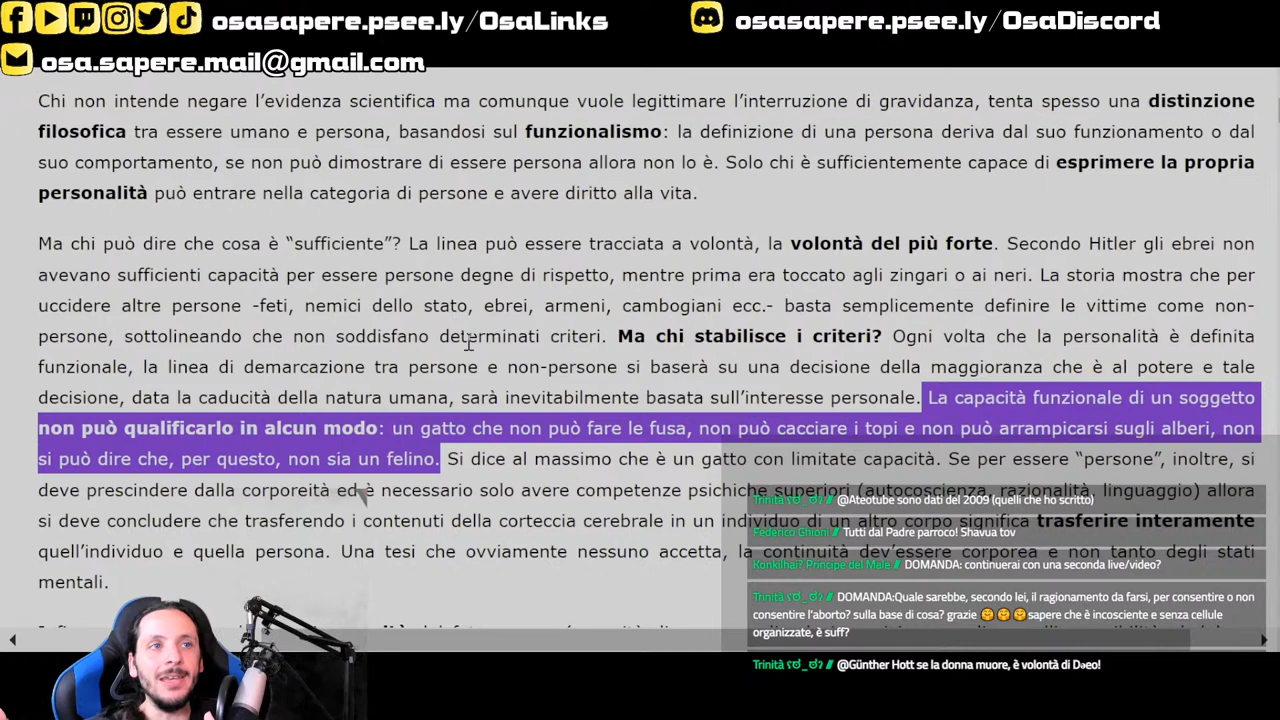 osasapere.psee.ly/OsaLinks
osasapere.psee.ly/OsaDiscord
osa.sapere.mail@gmail.com
Chi non intende negare l’evidenza scientifica ma comunque vuole legittimare l’interruzione di gravidanza, tenta spesso una distinzione
filosofica tra essere umano e persona, basandosi sul funzionalismo: la definizione di una persona deriva dal suo funzionamento o dal
suo comportamento, se non può dimostrare di essere persona allora non lo è. Solo chi è sufficientemente capace di esprimere la propria
personalità può entrare nella categoria di persone e avere diritto alla vita.
Ma chi può dire che cosa è “sufficiente”? La linea può essere tracciata a volontà, la volontà del più forte. Secondo Hitler gli ebrei non
avevano sufficienti capacità per essere persone degne di rispetto, mentre prima era toccato agli zingari o ai neri. La storia mostra che per
uccidere altre persone -feti, nemici dello stato, ebrei, armeni, cambogiani ecc.- basta semplicemente definire le vittime come non-
persone, sottolineando che non soddisfano determinati criteri. Ma chi stabilisce i criteri? Ogni volta che la personalità è definita
funzionale, la linea di demarcazione tra persone e non-persone si baserà su una decisione della maggioranza che è al potere e tale
decisione, data la caducità della natura umana, sarà inevitabilmente basata sull’interesse personale. La capacità funzionale di un soggetto
non può qualificarlo in alcun modo: un gatto che non può fare le fusa, non può cacciare i topi e non può arrampicarsi sugli alberi, non
si può dire che, per questo, non sia un felino. Si dice al massimo che è un gatto con limitate capacità. Se per essere “persona”, inoltre, si
deve prescindere dalla corporeità ed è necessario solo avere competenze psichiche superiori (autocoscienza, razionalità, linguaggio) allora
si deve concludere che trasferendo i contenuti della corteccia cerebrale in un individuo di un altro corpo significa trasferire interamente
quell’individuo e quella persona. Una tesi che ovviamente nessuno accetta, la continuità dev’essere corporea e non tanto degli stati
mentali.
Trinità @Ateotube sono dati del 2009 (quelli che ho scritto)
Federico Ghioni // Tutti dal Padre parroco! Shavua tov
Konkilhai? Principe del Male // DOMANDA: continuerai con una seconda live/video?
Trinità DOMANDA:Quale sarebbe, secondo lei, il ragionamento da farsi, per consentire o non
consentire l'aborto? sulla base di cosa? grazie 🤗🤗🤗sapere che è incosciente e senza cellule
organizzate, è suff?
Trinità @Günther Hott se la donna muore, è volontà di Dəeo!